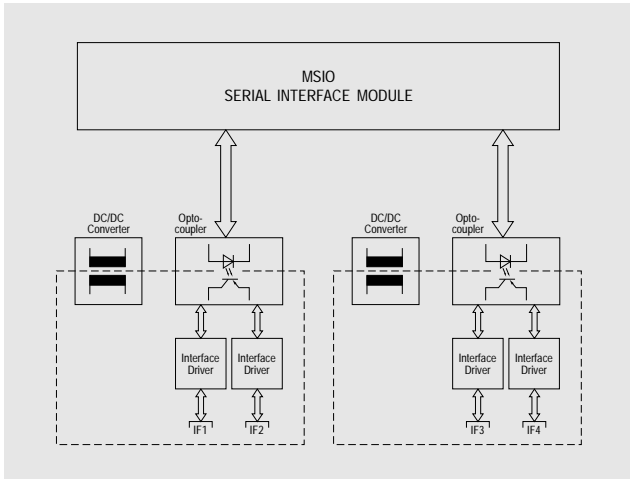 MSIO
SERIAL INTERFACE MODULE
DC/DC
Converter
Opto-
coupler
DC/DC
Converter
Opto-
coupler
Interface
Driver
Interface
Driver
Interface
Driver
Interface
Driver
IF1
IF2
IF3
IF4